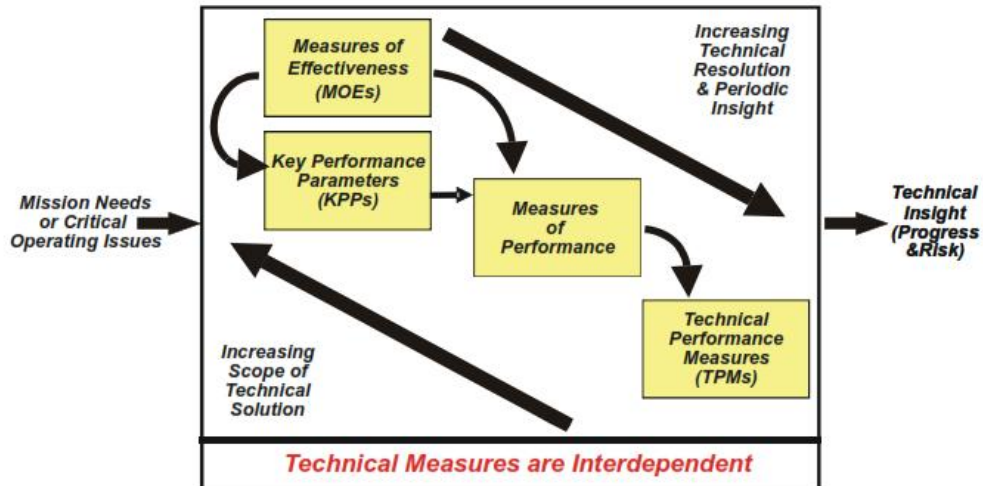 Measures of
Effectiveness
(MOEs)
Increasing
Technical
Resolution
& Periodic
Insight
Key Performance
Parameters
(KPPs)
Mission Needs
or Critical
Operating Issues
Measures
of
Performance
Technical
Insight
(Progress
&Risk)
Technical
Performance
Measures
(TPMs)
Increasing
Scope of
Technical
Solution
Technical Measures are Interdependent